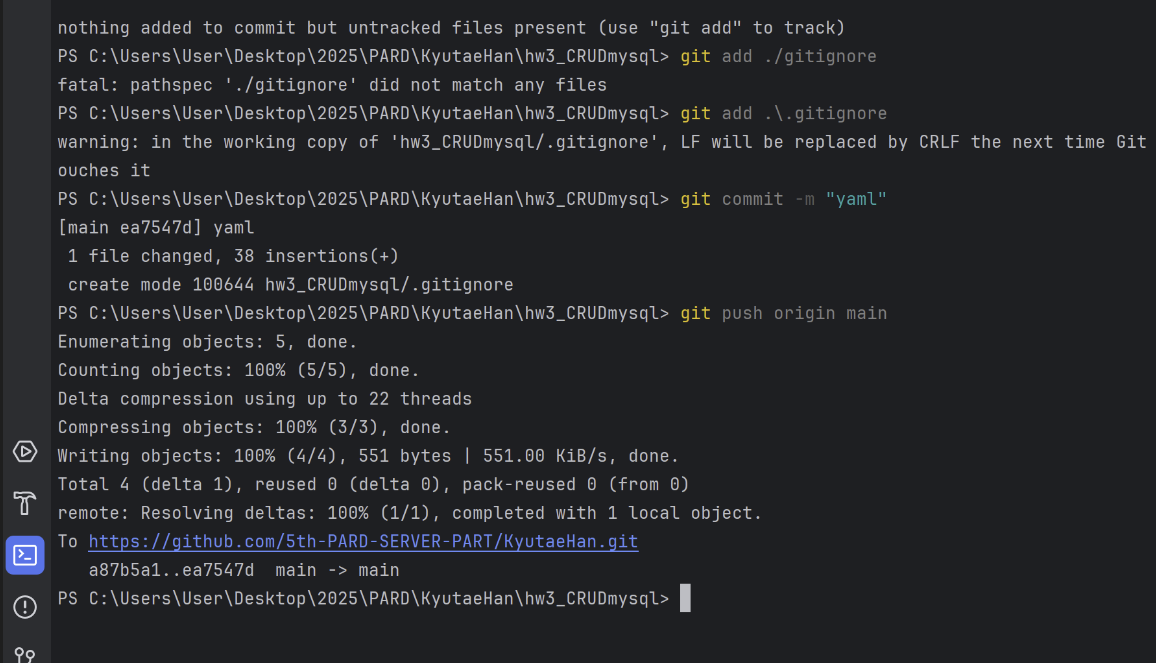 nothing added to commit but untracked files present (use "git add" to track)
PS C:\Users\User\Desktop\2025\PARD\KyutaeHan\hw3_CRUDmysql> git add ./gitignore
fatal: pathspec './gitignore' did not match any files
PS C:\Users\User\Desktop\2025\PARD\KyutaeHan\hw3_CRUDmysql> git add .\.gitignore
warning: in the working copy of 'hw3_CRUDmysql/.gitignore', LF will be replaced by CRLF the next time Git
ouches it
PS C:\Users\User\Desktop\2025\PARD\KyutaeHan\hw3_CRUDmysql> git commit -m "yaml"
[main ea7547d] yaml
 1 file changed, 38 insertions(+)
 create mode 100644 hw3_CRUDmysql/.gitignore
PS C:\Users\User\Desktop\2025\PARD\KyutaeHan\hw3_CRUDmysql> git push origin main
Enumerating objects: 5, done.
Counting objects: 100% (5/5), done.
Delta compression using up to 22 threads
Compressing objects: 100% (3/3), done.
Writing objects: 100% (4/4), 551 bytes | 551.00 KiB/s, done.
Total 4 (delta 1), reused 0 (delta 0), pack-reused 0 (from 0)
remote: Resolving deltas: 100% (1/1), completed with 1 local object.
To https://github.com/5th-PARD-SERVER-PART/KyutaeHan.git
   a87b5a1..ea7547d  main -> main
PS C:\Users\User\Desktop\2025\PARD\KyutaeHan\hw3_CRUDmysql>